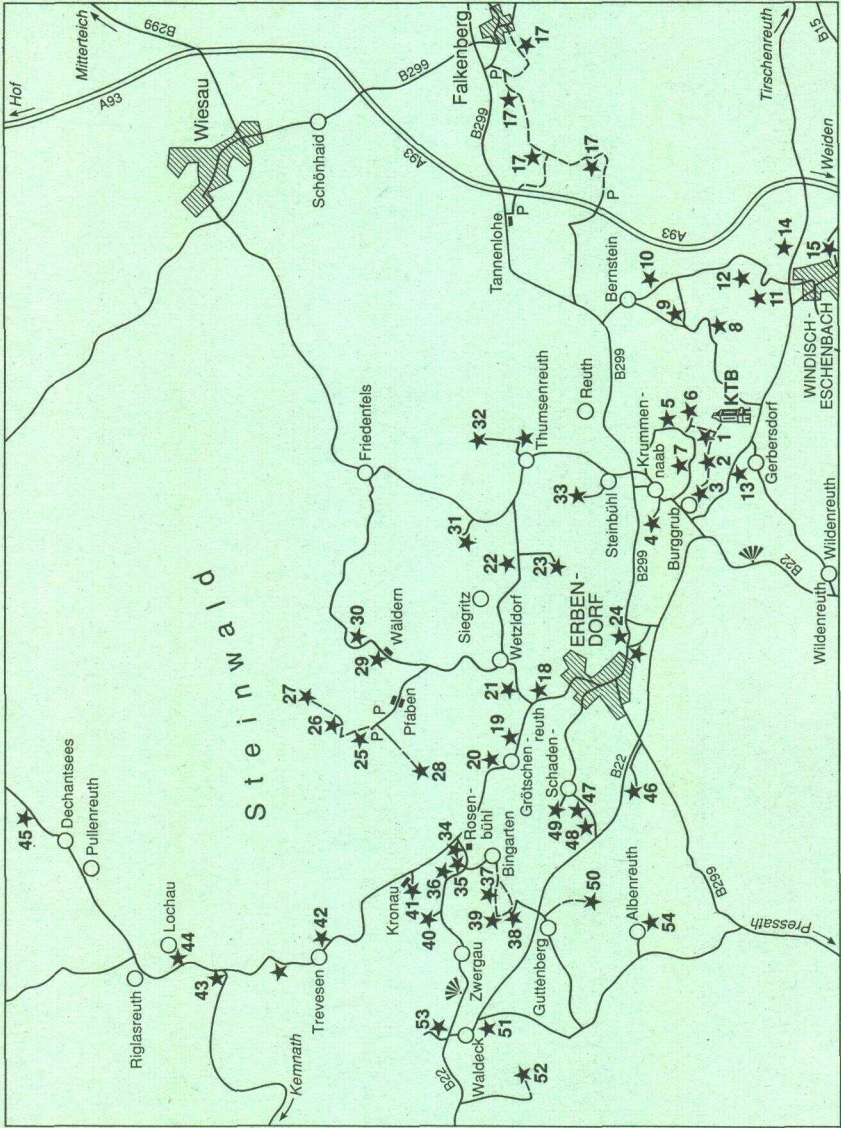 Hof
Mitterteich
B299
A93
Wiesau
Schönhaid
B299
A93
Falkenberg
B299
P
17
17
17
17
P
P
Tannenlohe
Tirschenreuth
B15
Weiden
A93
14
15
10
Bernstein
9
12
11
8
WINDISCH-
ESCHENBACH
B299
Reuth
Friedenfels
32
Thumsenreuth
33
Steinbühl
31
Krummen-
naab
5
6
KTB
1
2
7
3
4
13
Gerbersdorf
Burggrub
B299
B22
Wildenreuth
Wildenreuth
22
23
Siegritz
Wetzldorf
ERBEN-
DORF
24
Steinwald
30
29
Wäldern
27
26
25
P
P
Pfaben
28
21
18
19
20
Grötschen-
reuth
Schaden-
B22
46
49
48
47
Dechantsees
45
Pullenreuth
Lochau
44
Riglasreuth
43
42
Trevesen
Kemnath
Kronau
41
40
36
34
35
Rosen-
bühl
37
Bingarten
39
38
50
Guttenberg
Albenreuth
54
B299
Pressath
Zwergau
53
51
Waldeck
B22
52